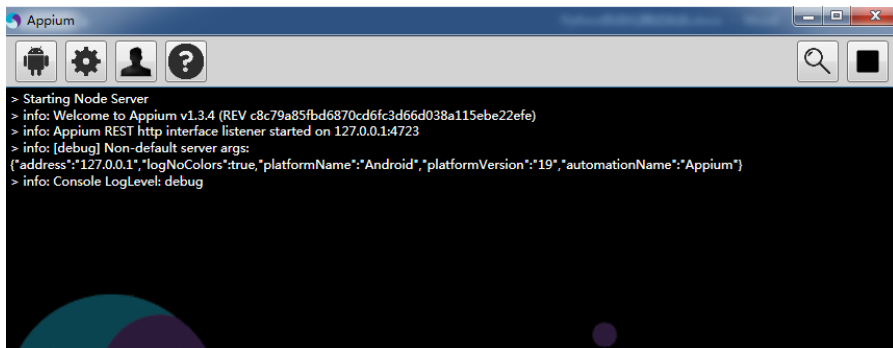 Appium
> Starting Node Server
> info: Welcome to Appium v1.3.4 (REV c8c79a85fbd6870cd6fc3d66d038a115ebe22efe)
> info: Appium REST http interface listener started on 127.0.0.1:4723
> info: [debug] Non-default server args:
{"address":"127.0.0.1","logNoColors":true,"platformName":"Android","platformVersion":"19","automationName":"Appium"}
> info: Console LogLevel: debug